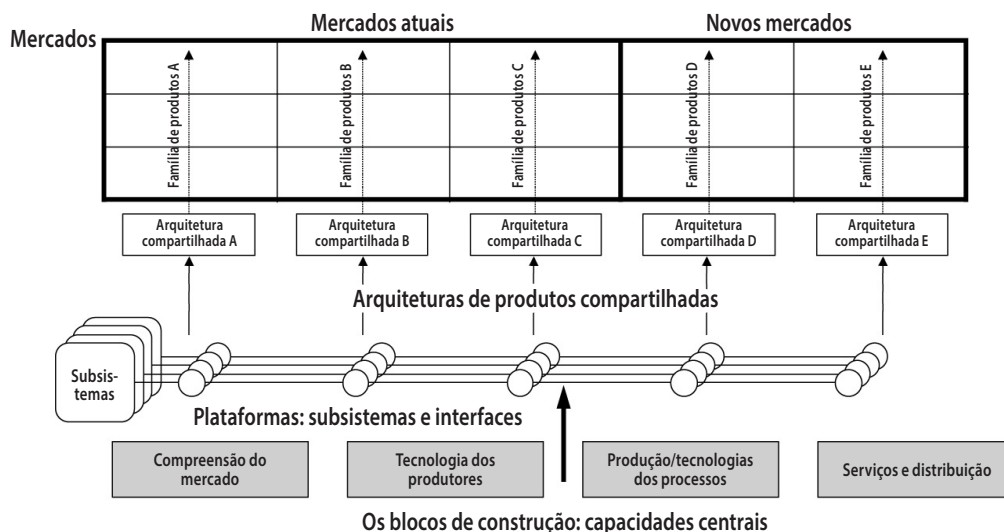 Mercados atuais
Novos mercados
Mercados
Família de produtos A
Família de produtos B
Família de produtos C
Família de produtos D
Família de produtos E
Arquitetura
compartilhada A
Arquitetura
compartilhada B
Arquitetura
compartilhada C
Arquitetura
compartilhada D
Arquitetura
compartilhada E
Arquiteturas de produtos compartilhadas
Subsis-
temas
Plataformas: subsistemas e interfaces
Compreensão do
mercado
Tecnologia dos
produtores
Produção/tecnologias
dos processos
Serviços e distribuição
Os blocos de construção: capacidades centrais